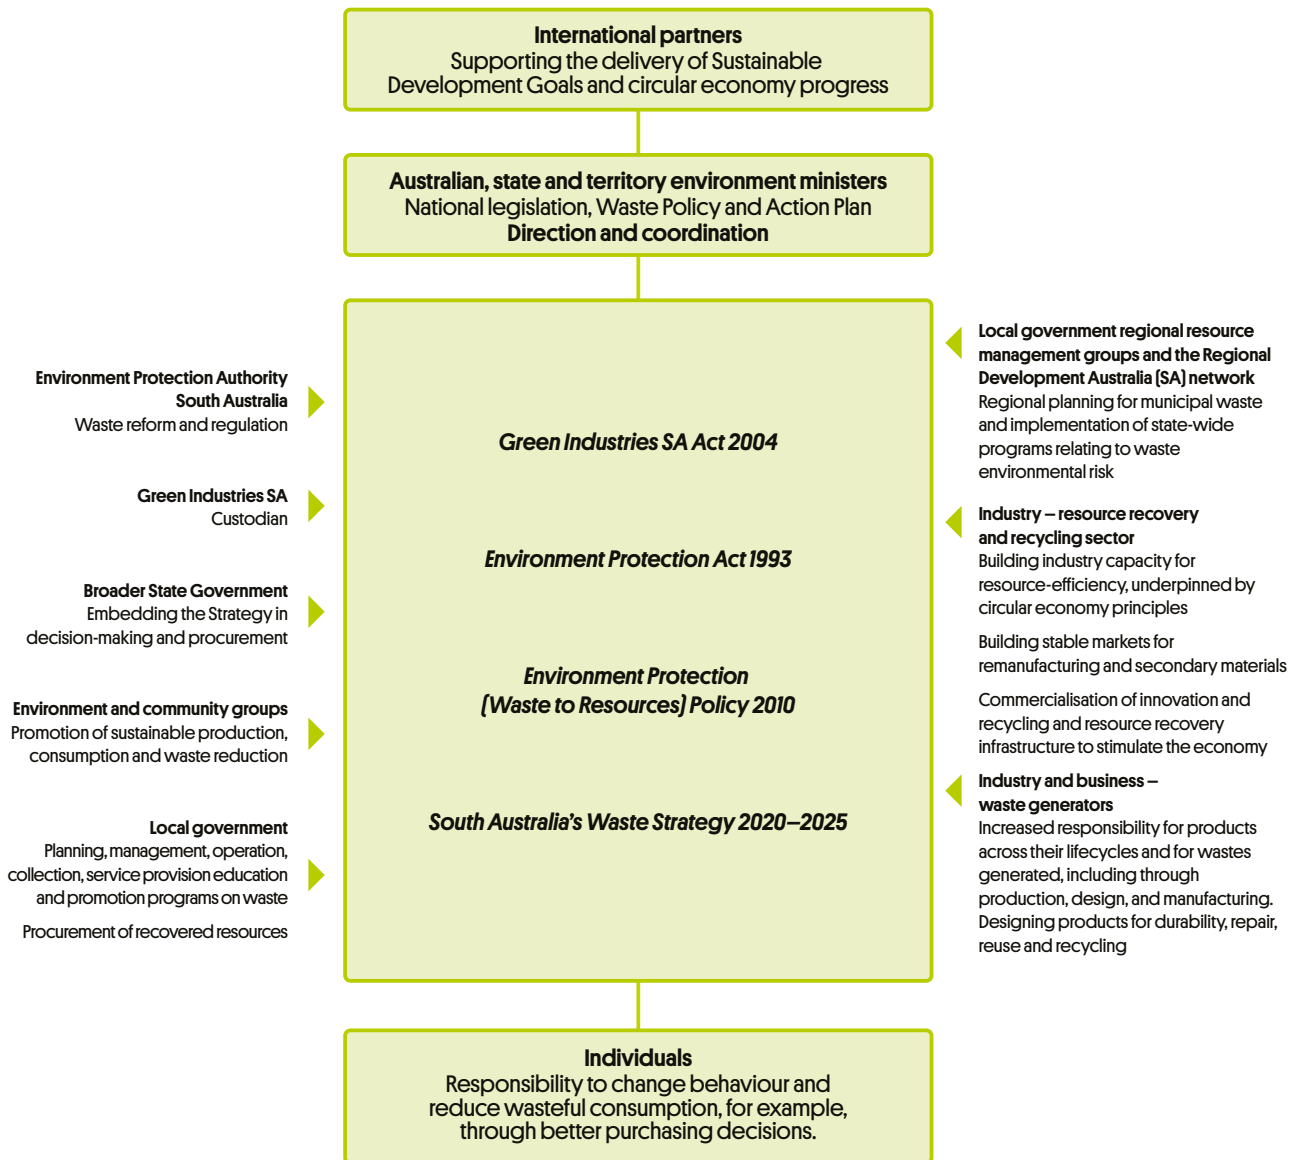 International partners
Supporting the delivery of Sustainable
Development Goals and circular economy progress
Australian, state and territory environment ministers
National legislation, Waste Policy and Action Plan
Direction and coordination
Environment Protection Authority
South Australia
Waste reform and regulation
Green Industries SA
Custodian
Broader State Government
Embedding the Strategy in
decision-making and procurement
Environment and community groups
Promotion of sustainable production,
consumption and waste reduction
Local government
Planning, management, operation,
collection, service provision education
and promotion programs on waste
Procurement of recovered resources
Green Industries SA Act 2004
Environment Protection Act 1993
Environment Protection
(Waste to Resources) Policy 2010
South Australia's Waste Strategy 2020–2025
Local government regional resource
management groups and the Regional
Development Australia (SA) network
Regional planning for municipal waste
and implementation of state-wide
programs relating to waste
environmental risk
Industry – resource recovery
and recycling sector
Building industry capacity for
resource-efficiency, underpinned by
circular economy principles
Building stable markets for
remanufacturing and secondary materials
Commercialisation of innovation and
recycling and resource recovery
infrastructure to stimulate the economy
Industry and business –
waste generators
Increased responsibility for products
across their lifecycles and for wastes
generated, including through
production, design, and manufacturing.
Designing products for durability, repair,
reuse and recycling
Individuals
Responsibility to change behaviour and
reduce wasteful consumption, for example,
through better purchasing decisions.